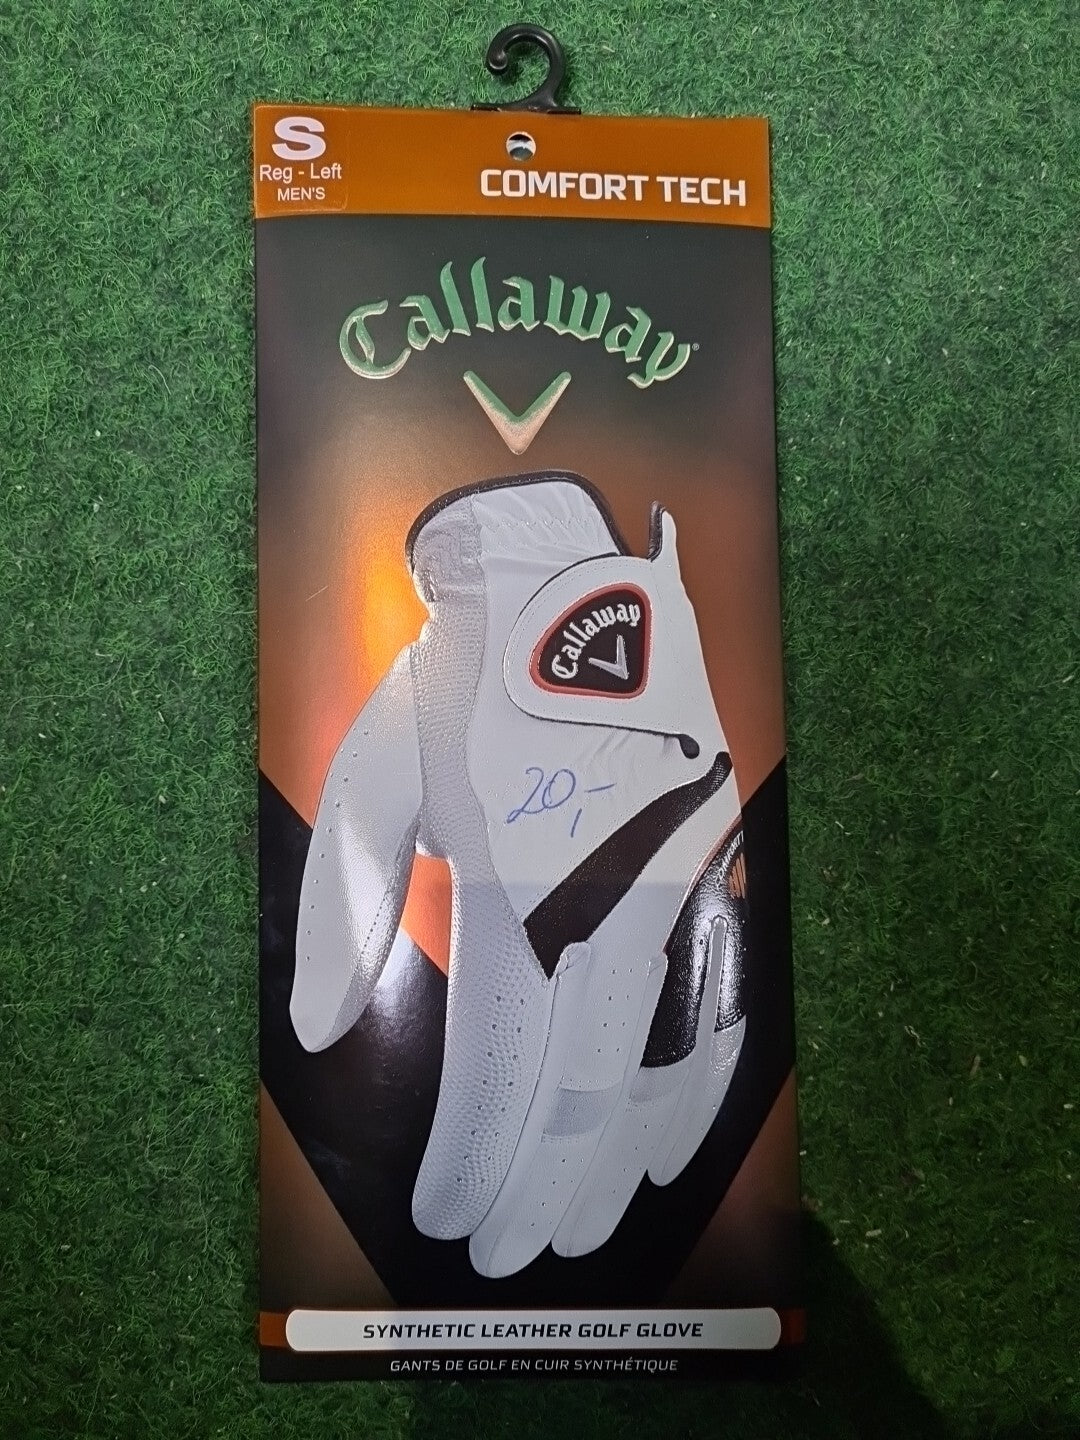 S
Reg - Left
MEN'S
COMFORT TECH
Callaway®
Callaway
20,-
SYNTHETIC LEATHER GOLF GLOVE
GANTS DE GOLF EN CUIR SYNTHÉTIQUE